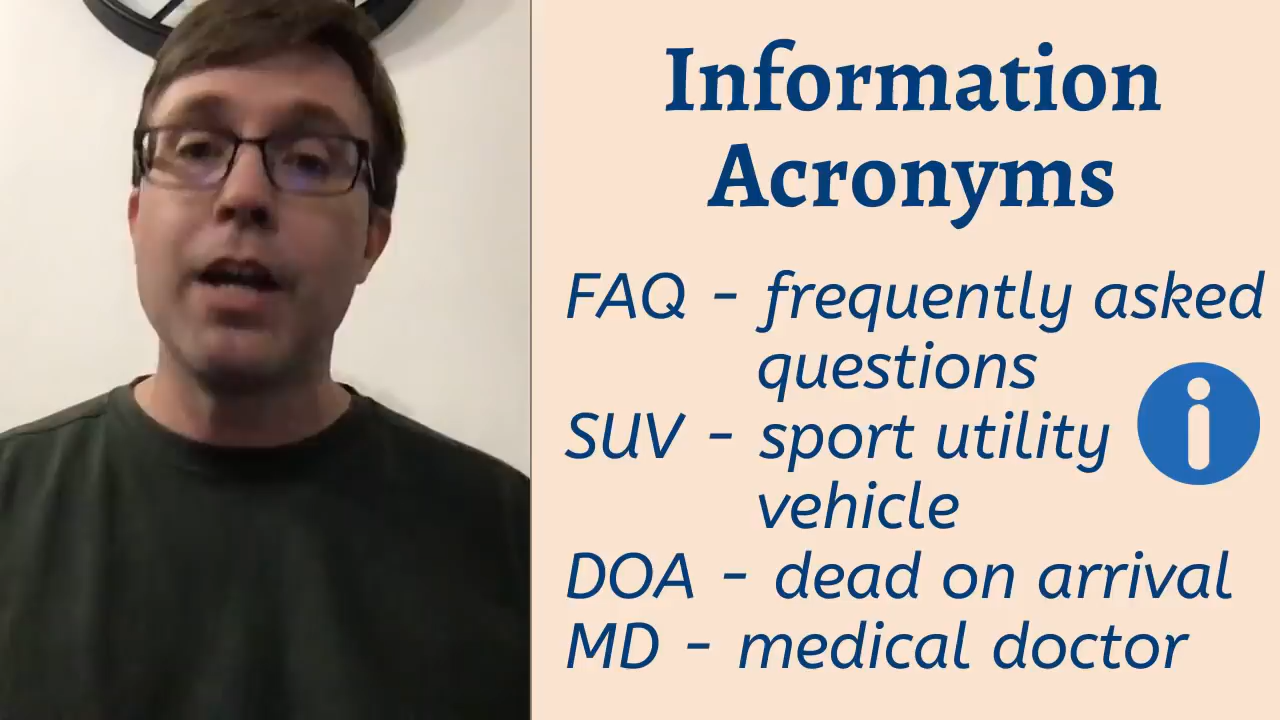 Information
Acronyms
FAQ - frequently asked
questions
SUV - sport utility
vehicle
DOA - dead on arrival
MD - medical doctor
i